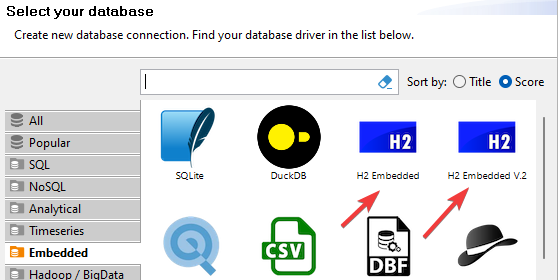 Select your database
Create new database connection. Find your database driver in the list below.
Sort by: Title Score
All
Popular
SQL
NoSQL
Analytical
Timeseries
Embedded
Hadoop / BigData
SQLite
DuckDB
H2
H2 Embedded
H2
H2 Embedded V.2
CSV
DBF